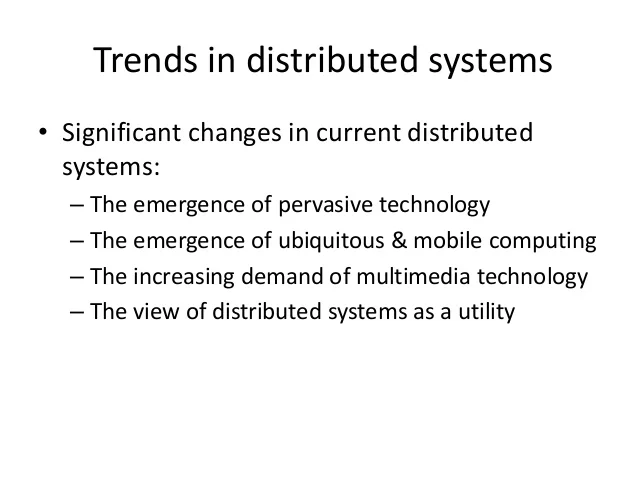 Trends in distributed systems
• Significant changes in current distributed
systems:
– The emergence of pervasive technology
– The emergence of ubiquitous & mobile computing
– The increasing demand of multimedia technology
– The view of distributed systems as a utility